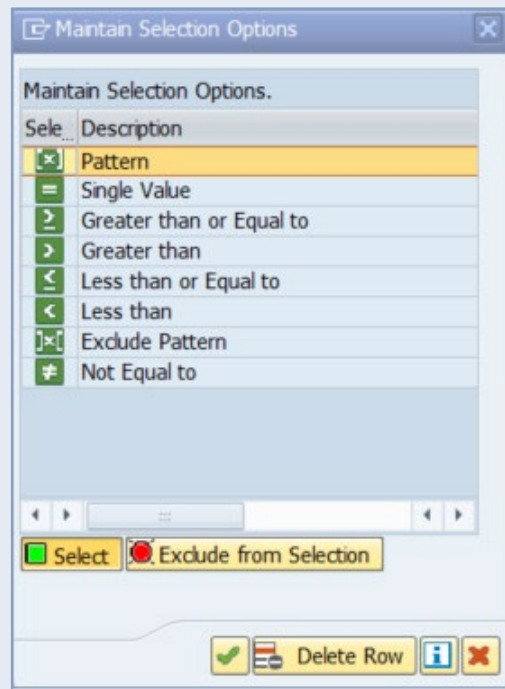 Maintain Selection Options
Maintain Selection Options.
Sele... Description
Pattern
Single Value
Greater than or Equal to
Greater than
Less than or Equal to
Less than
Exclude Pattern
Not Equal to
Select Exclude from Selection
Delete Row